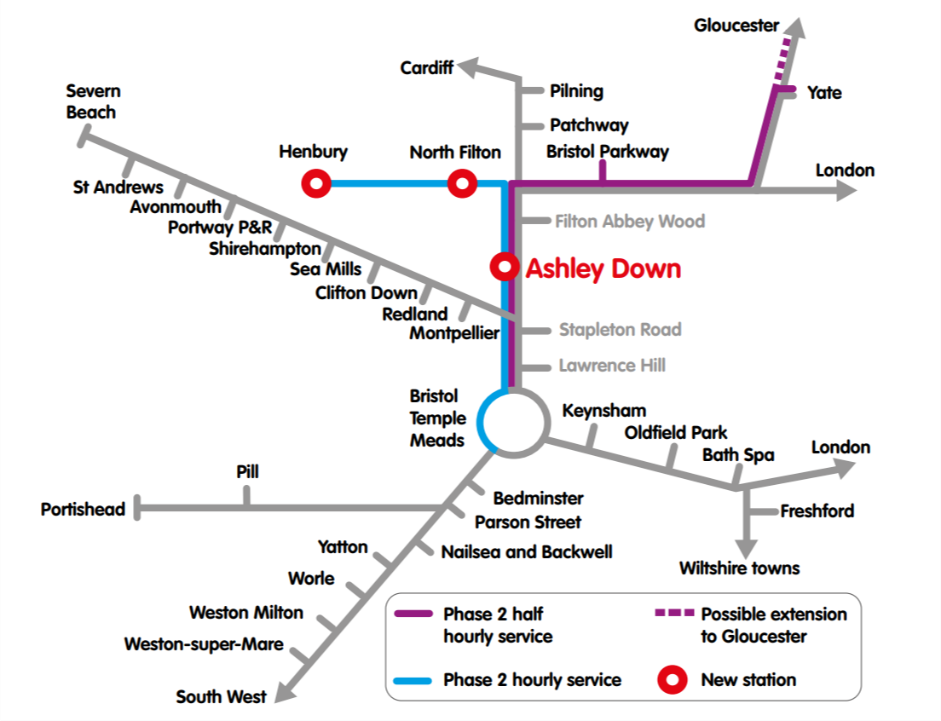 Gloucester
Cardiff
Severn
Beach
Pilning
Yate
Patchway
Henbury
North Filton
Bristol Parkway
London
St Andrews
Avonmouth
Portway P&R
Filton Abbey Wood
Shirehampton
Sea Mills
Ashley Down
Clifton Down
Redland
Montpellier
Stapleton Road
Lawrence Hill
Bristol
Temple
Meads
Keynsham
Oldfield Park
Bath Spa
London
Pill
Portishead
Bedminster
Parson Street
Freshford
Yatton
Nailsea and Backwell
Wiltshire towns
Worle
Weston Milton
Weston-super-Mare
South West
Phase 2 half
hourly service
Possible extension
to Gloucester
Phase 2 hourly service
New station